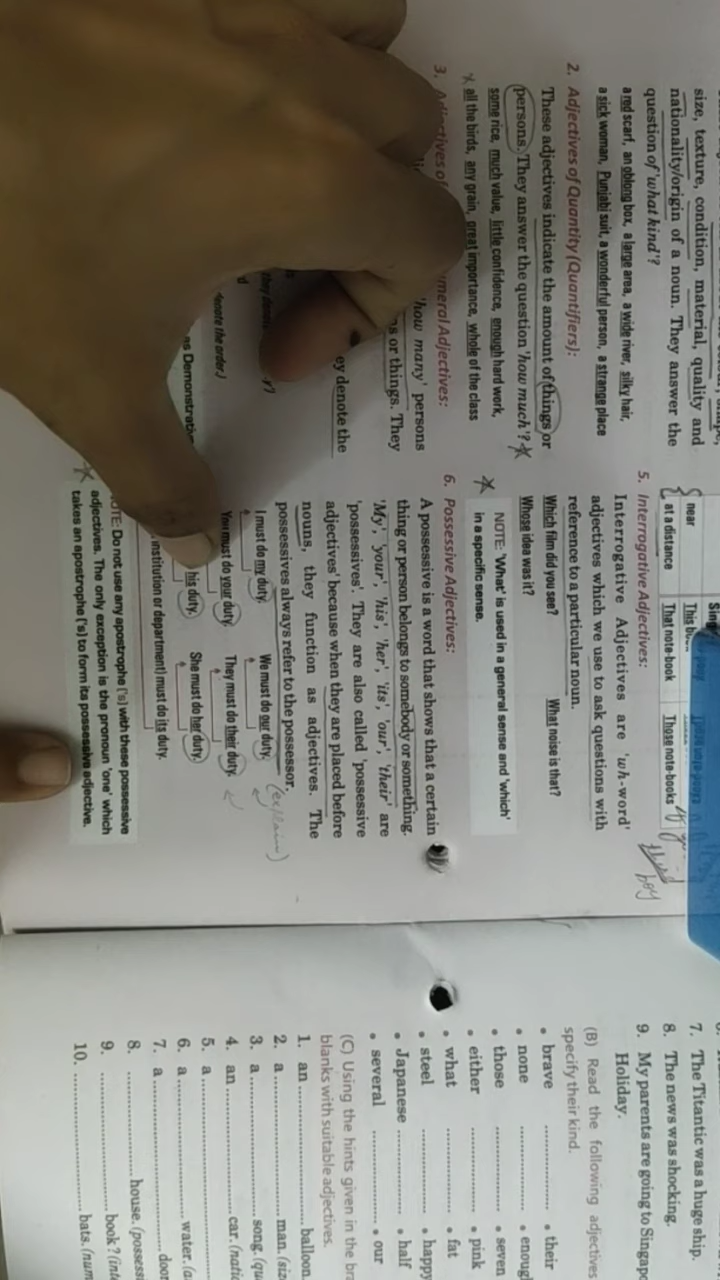 size, texture, condition, material, quality and
nationality/origin of a noun. They answer the
question of 'what kind'?
a red scarf, an oblong box, a large area, a wide river, silky hair,
a sick woman, Punjabi suit, a wonderful person, a strange place
2. Adjectives of Quantity (Quantifiers):
These adjectives indicate the amount of things or
persons. They answer the question 'how much'?
some rice, much value, little confidence, enough hard work,
all the birds, any grain, great importance, whole of the class
3. Adjectives of meral Adjectives:
'how many' persons
s or things. They
ey denote the
denote the order.)
as Demonstrative
near
This
at a distance
That note-book
Those note-books
boy
5. Interrogative Adjectives:
Interrogative Adjectives are 'wh-word'
adjectives which we use to ask questions with
reference to a particular noun.
Which film did you see? What noise is that?
Whose idea was it?
NOTE: 'What' is used in a general sense and 'which'
in a specific sense.
6. Possessive Adjectives:
A possessive is a word that shows that a certain
thing or person belongs to somebody or something.
'My', 'your', 'his', 'her', 'its', 'our', 'their' are
'possessives'. They are also called 'possessive
adjectives' because when they are placed before
nouns, they function as adjectives. The
possessives always refer to the possessor.
(explain)
I must do my duty. We must do our duty.
You must do your duty. They must do their duty.
his duty. She must do her duty.
institution or department) must do its duty.
OTE: Do not use any apostrophe ('s) with these possessive
adjectives. The only exception is the pronoun 'one' which
takes an apostrophe ('s) to form its possessive adjective.
7. The Titantic was a huge ship.
8. The news was shocking.
9. My parents are going to Singap
Holiday.
(B) Read the following adjectives
specify their kind.
• brave .......... • their
• none .......... • enoug
• those .......... • seven
• either .......... • pink
• what .......... • fat
• steel .......... • happy
• Japanese .......... • half
• several .......... • our
(C) Using the hints given in the bra
blanks with suitable adjectives.
1. an .......... balloon.
2. a .......... man. (siz
3. a .......... song. (qu
4. an .......... car. (nati
5. a ..........
6. a .......... water. (a
7. a .......... door
8. .......... house. (possess
9. .......... book? (int
10. .......... bats. (num